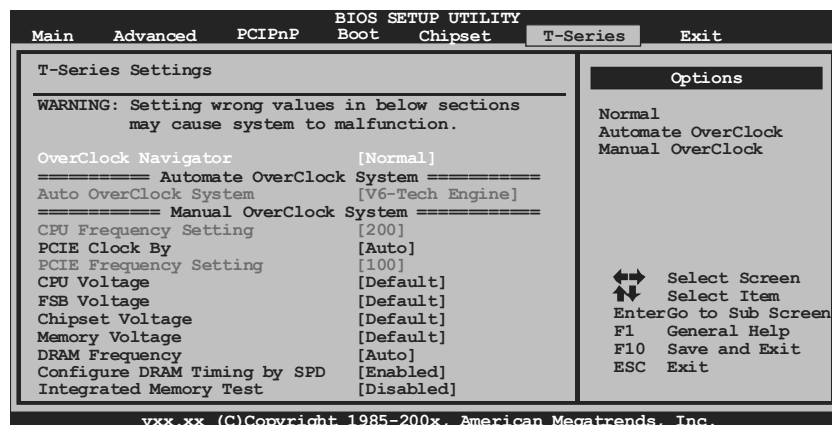 BIOS SETUP UTILITY
Main Advanced PCIPnP Boot Chipset T-Series Exit
T-Series Settings
WARNING: Setting wrong values in below sections
may cause system to malfunction.
OverClock Navigator [Normal]
=========== Automate OverClock System ===========
Auto OverClock System [V6-Tech Engine]
============ Manual OverClock System ============
CPU Frequency Setting [200]
PCIE Clock By [Auto]
PCIE Frequency Setting [100]
CPU Voltage [Default]
FSB Voltage [Default]
Chipset Voltage [Default]
Memory Voltage [Default]
DRAM Frequency [Auto]
Configure DRAM Timing by SPD [Enabled]
Integrated Memory Test [Disabled]
Options
Normal
Automate OverClock
Manual OverClock
Select Screen
Select Item
EnterGo to Sub Screen
F1 General Help
F10 Save and Exit
ESC Exit
vxx.xx (C)Copyright 1985-200x, American Megatrends, Inc.